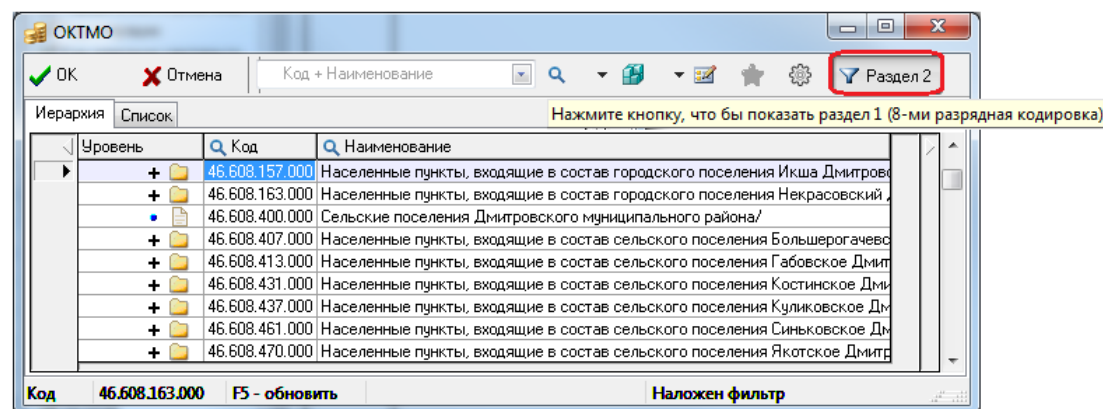 ОКТМО
ОК Отмена Код + Наименование Раздел 2
Иерархия Список Нажмите кнопку, что бы показать раздел 1 (8-ми разрядная кодировка)
Уровень Код Наименование
46.608.157.000 Населенные пункты, входящие в состав городского поселения Икша Дмитровс
46.608.163.000 Населенные пункты, входящие в состав городского поселения Некрасовский
46.608.400.000 Сельские поселения Дмитровского муниципального района/
46.608.407.000 Населенные пункты, входящие в состав сельского поселения Большерогачевс
46.608.413.000 Населенные пункты, входящие в состав сельского поселения Габовское Дмит
46.608.431.000 Населенные пункты, входящие в состав сельского поселения Костинское Дми
46.608.437.000 Населенные пункты, входящие в состав сельского поселения Куликовское Дм
46.608.461.000 Населенные пункты, входящие в состав сельского поселения Синьковское Дм
46.608.470.000 Населенные пункты, входящие в состав сельского поселения Якотское Дмитр
Код 46.608.163.000 F5 - обновить Наложен фильтр